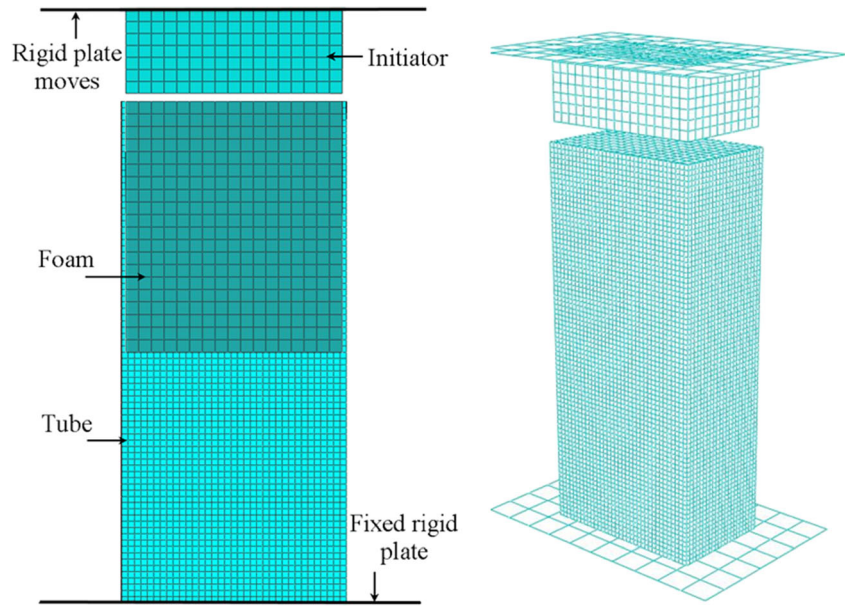 Rigid plate
moves
Initiator
Foam
Tube
Fixed rigid
plate